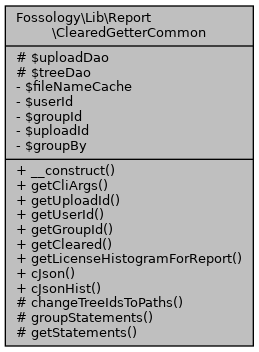 Fossology\Lib\Report
\ClearedGetterCommon
# $uploadDao
# $treeDao
- $fileNameCache
- $userId
- $groupId
- $uploadId
- $groupBy
+ __construct()
+ getCliArgs()
+ getUploadId()
+ getUserId()
+ getGroupId()
+ getCleared()
+ getLicenseHistogramForReport()
+ cJson()
+ cJsonHist()
# changeTreeIdsToPaths()
# groupStatements()
# getStatements()